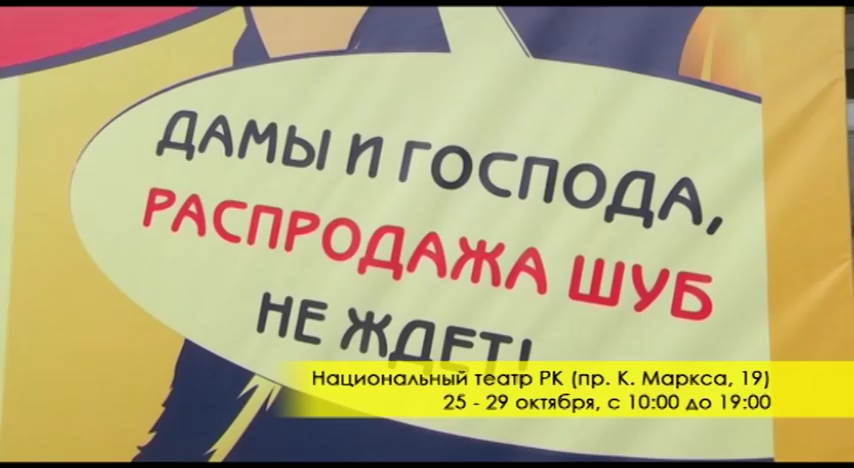 ДАМЫ И ГОСПОДА,
РАСПРОДАЖА ШУБ
НЕ ЖДЕТ!
Национальный театр РК (пр. К. Маркса, 19)
25 - 29 октября, с 10:00 до 19:00